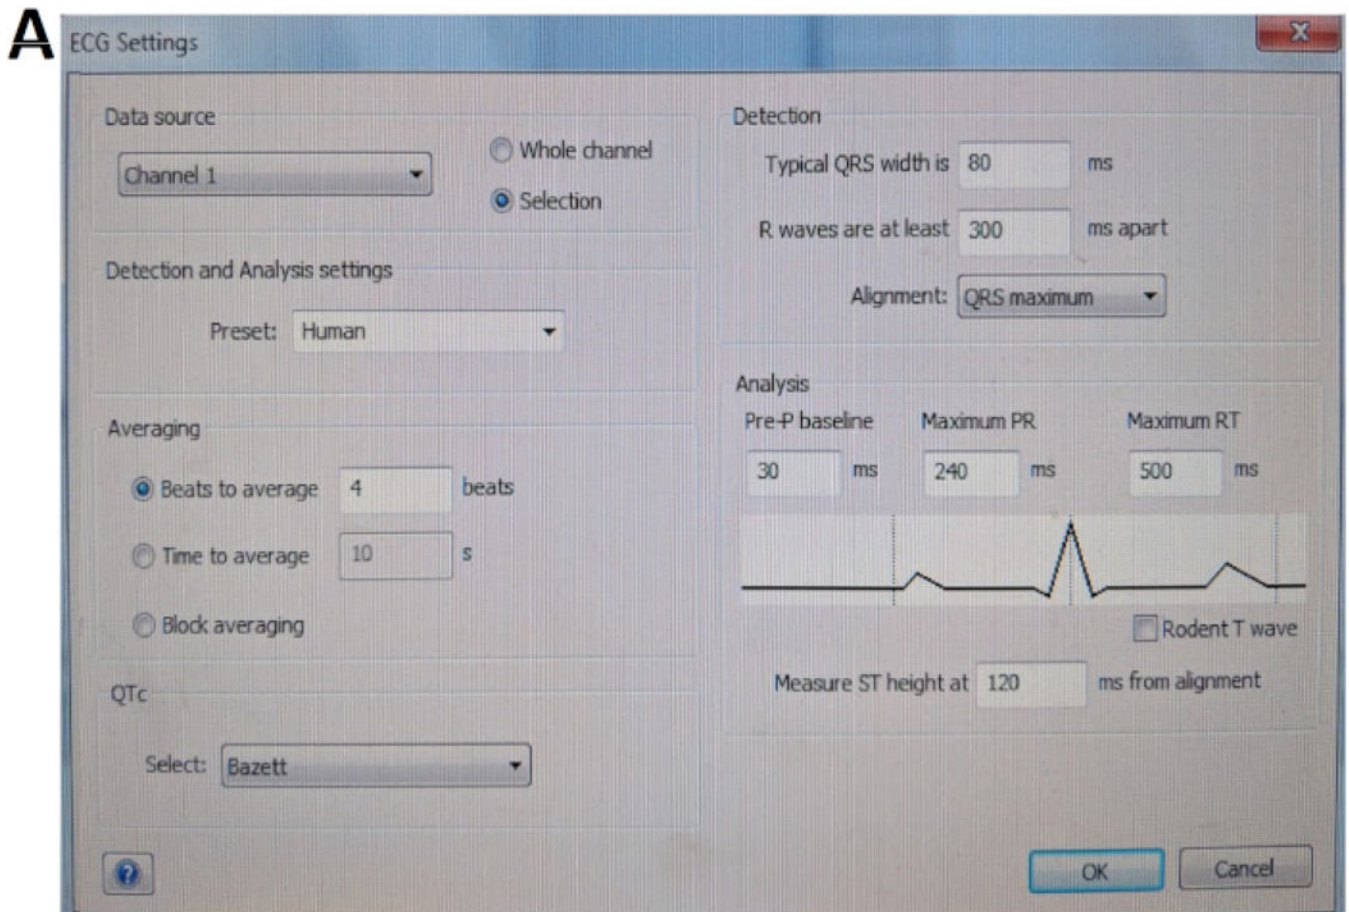 A
ECG Settings
X
Data source
Channel 1
Whole channel
Selection
Detection and Analysis settings
Preset: Human
Averaging
Beats to average 4 beats
Time to average 10 s
Block averaging
QTc
Select: Bazett
?
Detection
Typical QRS width is 80 ms
R waves are at least 300 ms apart
Alignment: QRS maximum
Analysis
Pre-P baseline Maximum PR Maximum RT
30 ms 240 ms 500 ms
Rodent T wave
Measure ST height at 120 ms from alignment
OK Cancel